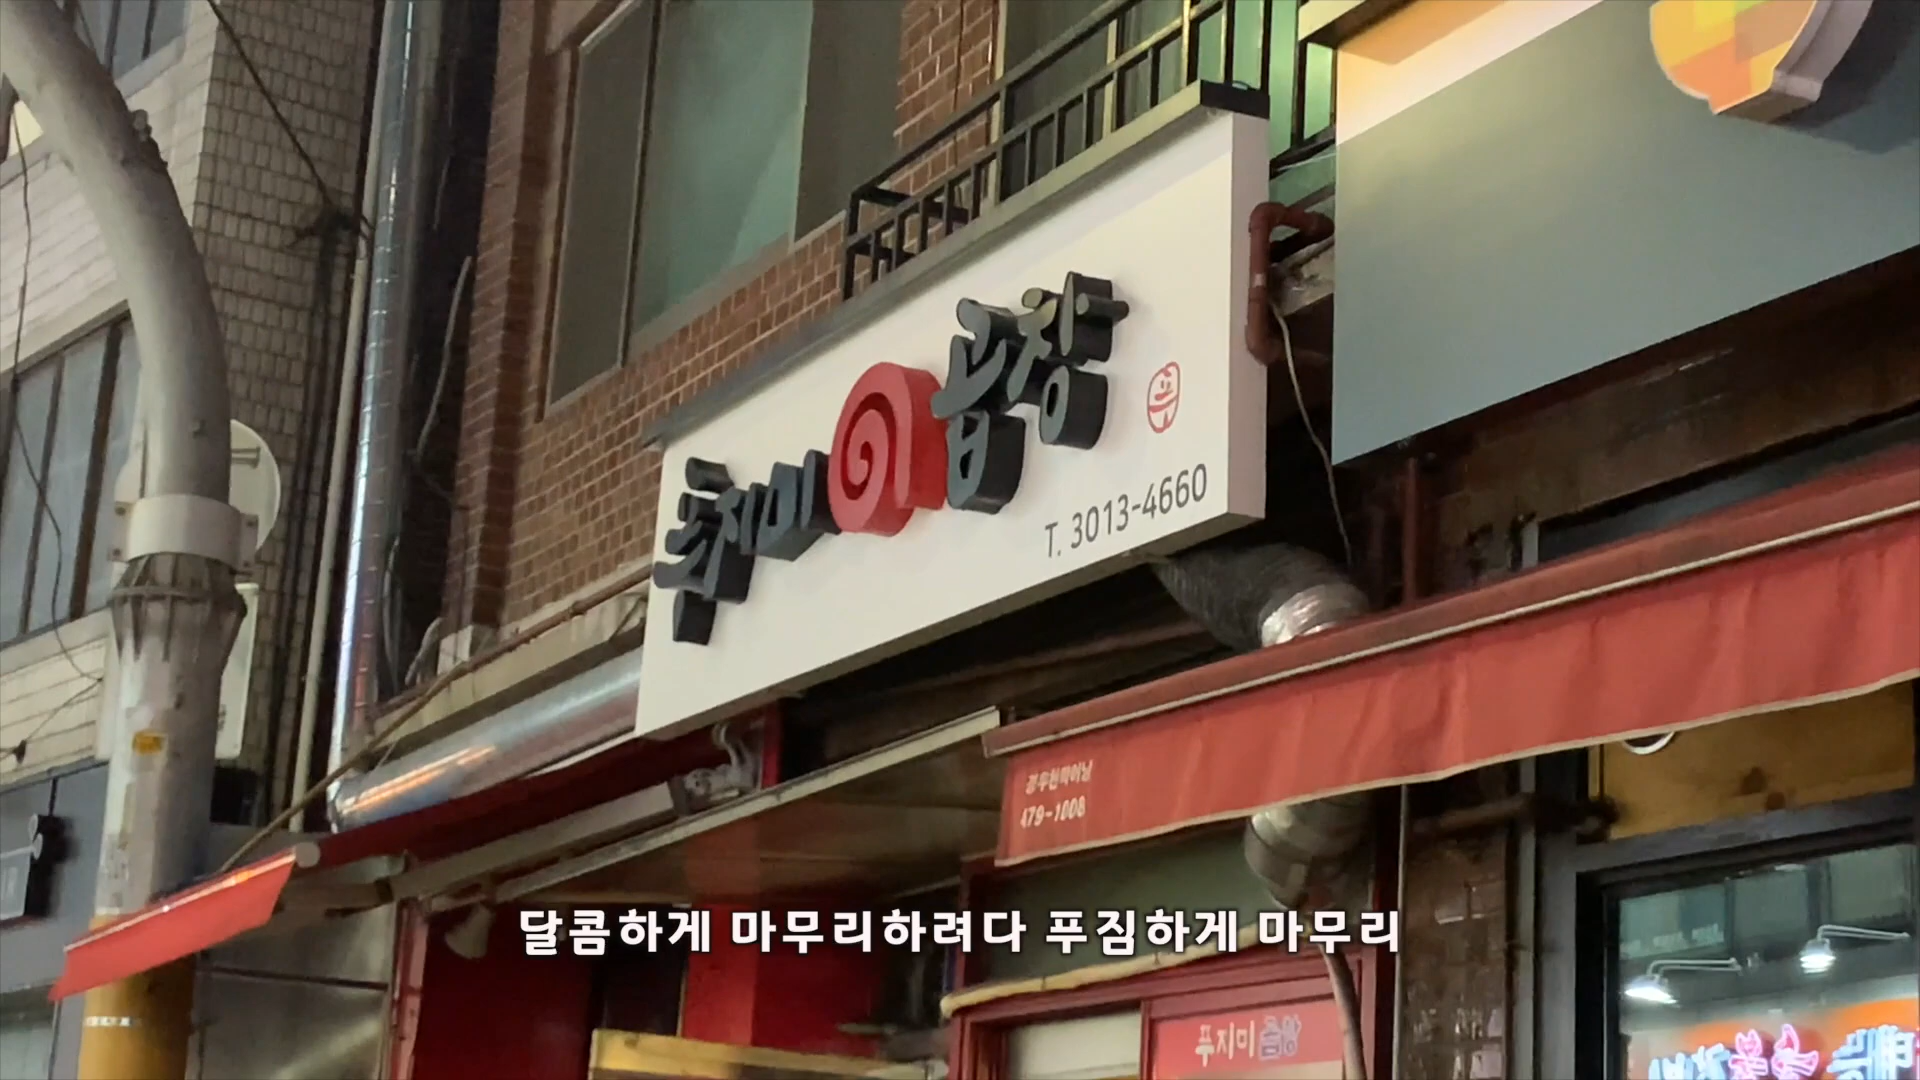 푸지미곱창
T. 3013-4660
479-1008
달콤하게 마무리하려다 푸짐하게 마무리
푸지미 곱창